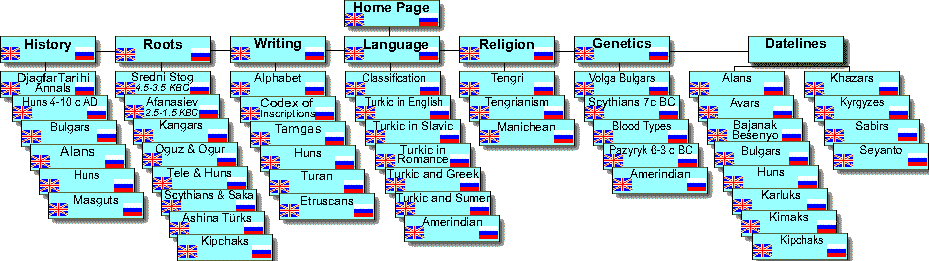 Home Page
History
Roots
Writing
Language
Religion
Genetics
Datelines
DjagfarTarihi
Annals
Huns 4-10 c AD
Bulgars
Alans
Huns
Masguts
Sredni Stog
4.5-3.5 KBC
Afanasiev
2.5-1.5 KBC
Kangars
Oguz & Ogur
Tele & Huns
Scythians & Saka
Ashina Türks
Kipchaks
Alphabet
Codex of
Inscriptions
Tamgas
Huns
Turan
Etruscans
Classification
Turkic in English
Turkic in Slavic
Turkic in
Romance
Turkic and Greek
Turkic and Sumer
Amerindian
Tengri
Tengrianism
Manichean
Volga Bulgars
Scythians 7c BC
Blood Types
Pazyryk 6-3 c BC
Amerindian
Alans
Avars
Bajanak
Besenyo
Bulgars
Huns
Karluks
Kimaks
Kipchaks
Khazars
Kyrgyzes
Sabirs
Seyanto